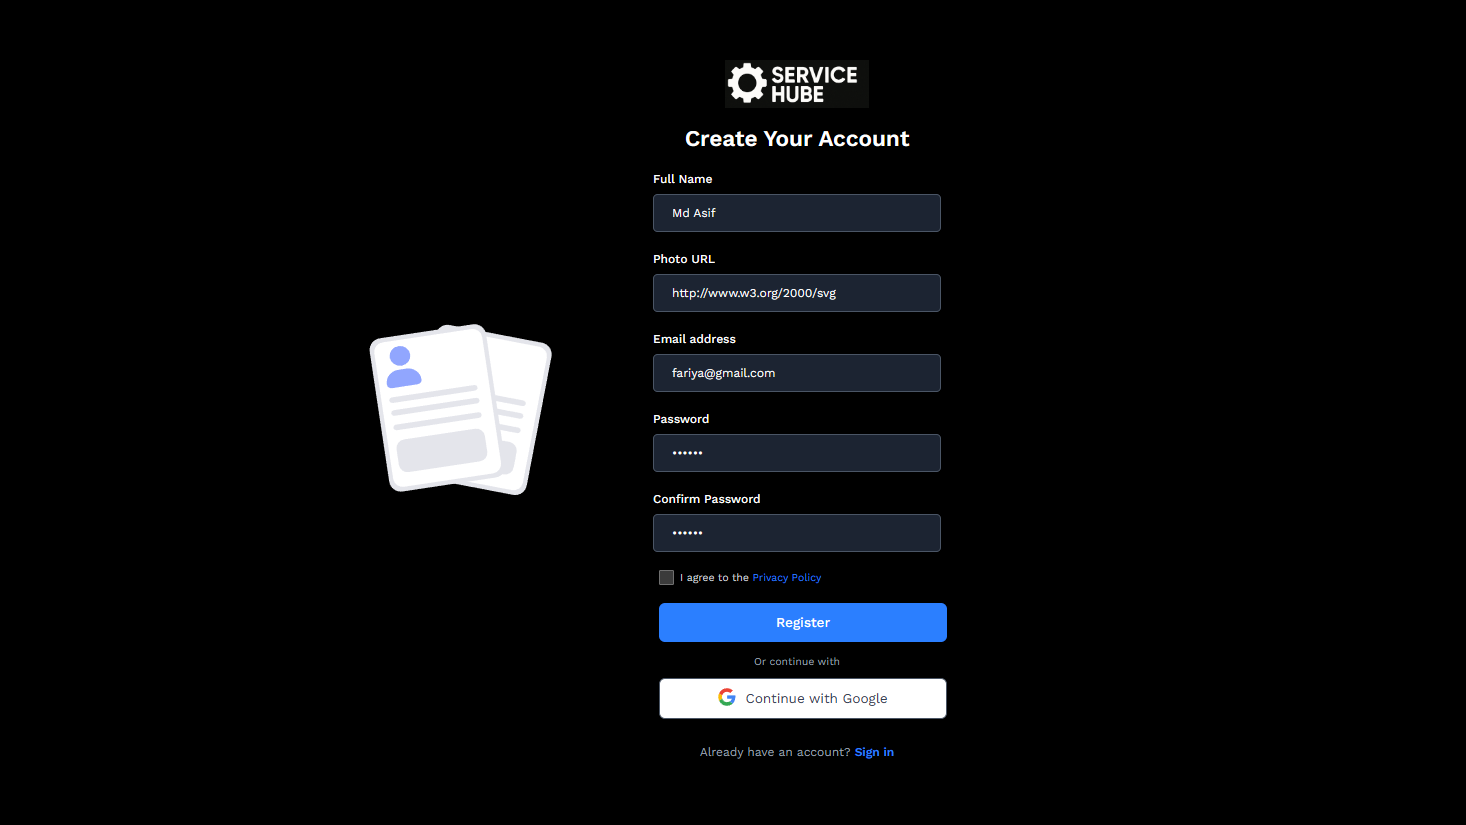 SERVICE
HUBE
Create Your Account
Full Name
Md Asif
Photo URL
http://www.w3.org/2000/svg
Email address
fariya@gmail.com
Password
••••••
Confirm Password
••••••
I agree to the Privacy Policy
Register
Or continue with
Continue with Google
Already have an account? Sign in